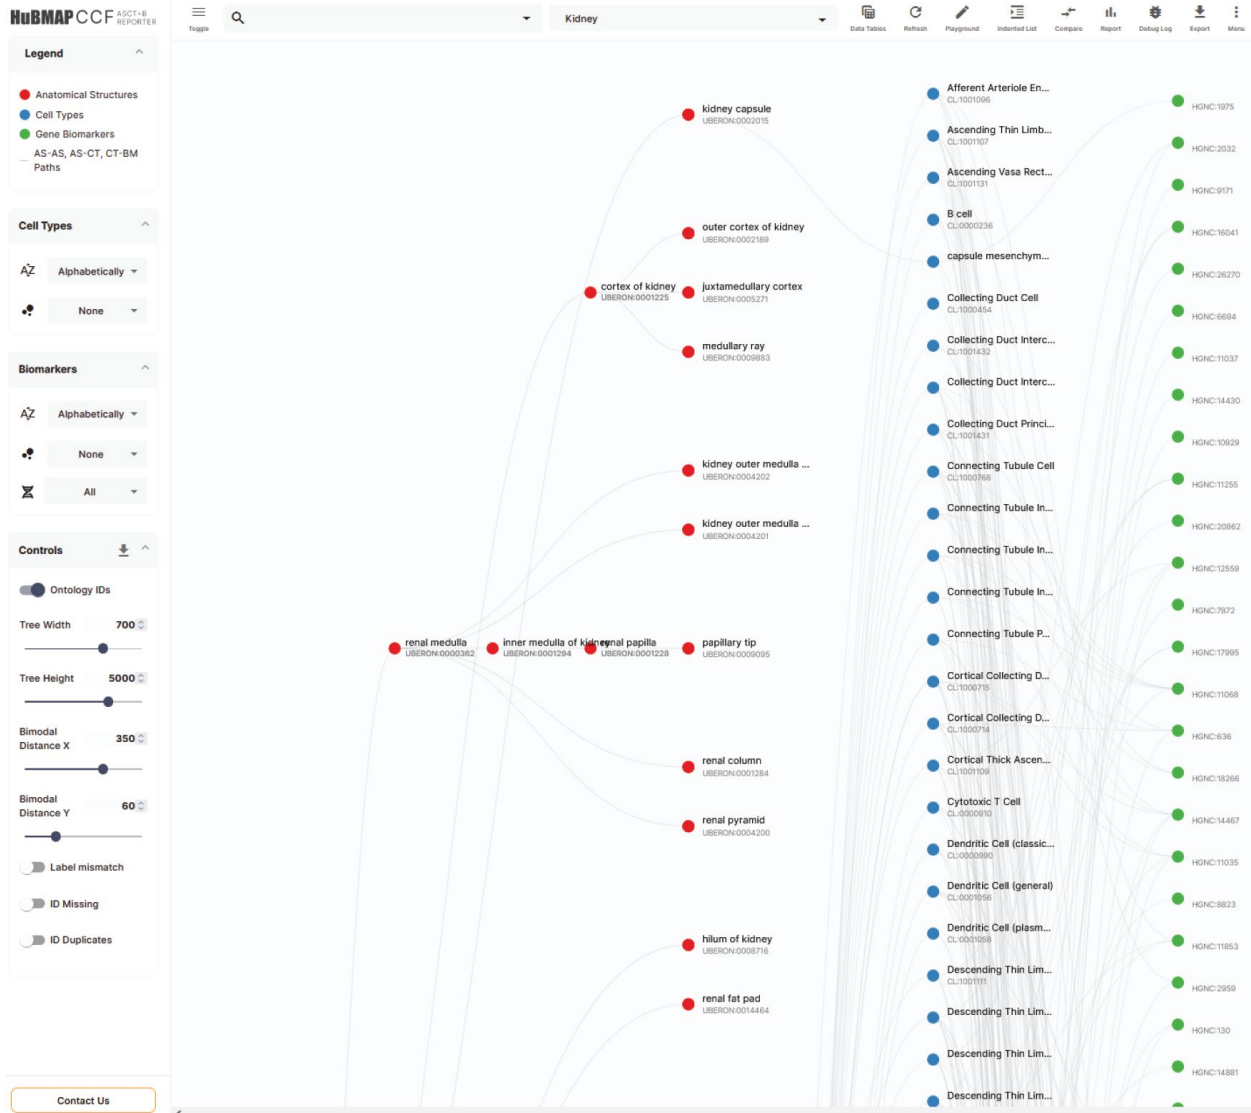 HuBMAP CCF ASCT+B REPORTER
Toggle
Kidney
Data Tables
Refresh
Playground
Indented List
Compare
Report
Debug Log
Export
Menu
Legend
Anatomical Structures
Cell Types
Gene Biomarkers
AS-AS, AS-CT, CT-BM
Paths
Cell Types
AZ
Alphabetically
None
Biomarkers
AZ
Alphabetically
None
All
Controls
Ontology IDs
Tree Width 700
Tree Height 5000
Bimodal
Distance X 350
Bimodal
Distance Y 60
Label mismatch
ID Missing
ID Duplicates
Contact Us
renal medulla
UBERON:0000362
inner medulla of kidney
UBERON:0001294
cortex of kidney
UBERON:0001225
renal papilla
UBERON:0001228
kidney capsule
UBERON:0002015
outer cortex of kidney
UBERON:0002189
juxtamedullary cortex
UBERON:0005271
medullary ray
UBERON:0009883
kidney outer medulla ...
UBERON:0004202
kidney outer medulla ...
UBERON:0004201
papillary tip
UBERON:0009095
renal column
UBERON:0001284
renal pyramid
UBERON:0004200
hilum of kidney
UBERON:0008716
renal fat pad
UBERON:0014464
Afferent Arteriole En...
CL:1001096
Ascending Thin Limb...
CL:1001107
Ascending Vasa Rect...
CL:1001131
B cell
CL:0000236
capsule mesenchym...
Collecting Duct Cell
CL:1000454
Collecting Duct Interc...
CL:1001432
Collecting Duct Interc...
Collecting Duct Princi...
CL:1001431
Connecting Tubule Cell
CL:1000768
Connecting Tubule In...
Connecting Tubule In...
Connecting Tubule In...
Connecting Tubule P...
Cortical Collecting D...
CL:1000715
Cortical Collecting D...
CL:1000714
Cortical Thick Ascen...
CL:1001109
Cytotoxic T Cell
CL:0000910
Dendritic Cell (classic...
CL:0000990
Dendritic Cell (general)
CL:0001056
Dendritic Cell (plasm...
CL:0001058
Descending Thin Lim...
CL:1001111
Descending Thin Lim...
Descending Thin Lim...
Descending Thin Lim...
HGNC:1975
HGNC:2032
HGNC:9171
HGNC:16041
HGNC:26270
HGNC:6694
HGNC:11037
HGNC:14430
HGNC:10929
HGNC:11255
HGNC:20862
HGNC:12559
HGNC:7872
HGNC:17995
HGNC:11068
HGNC:636
HGNC:18266
HGNC:14467
HGNC:11035
HGNC:8823
HGNC:11853
HGNC:2959
HGNC:130
HGNC:14881